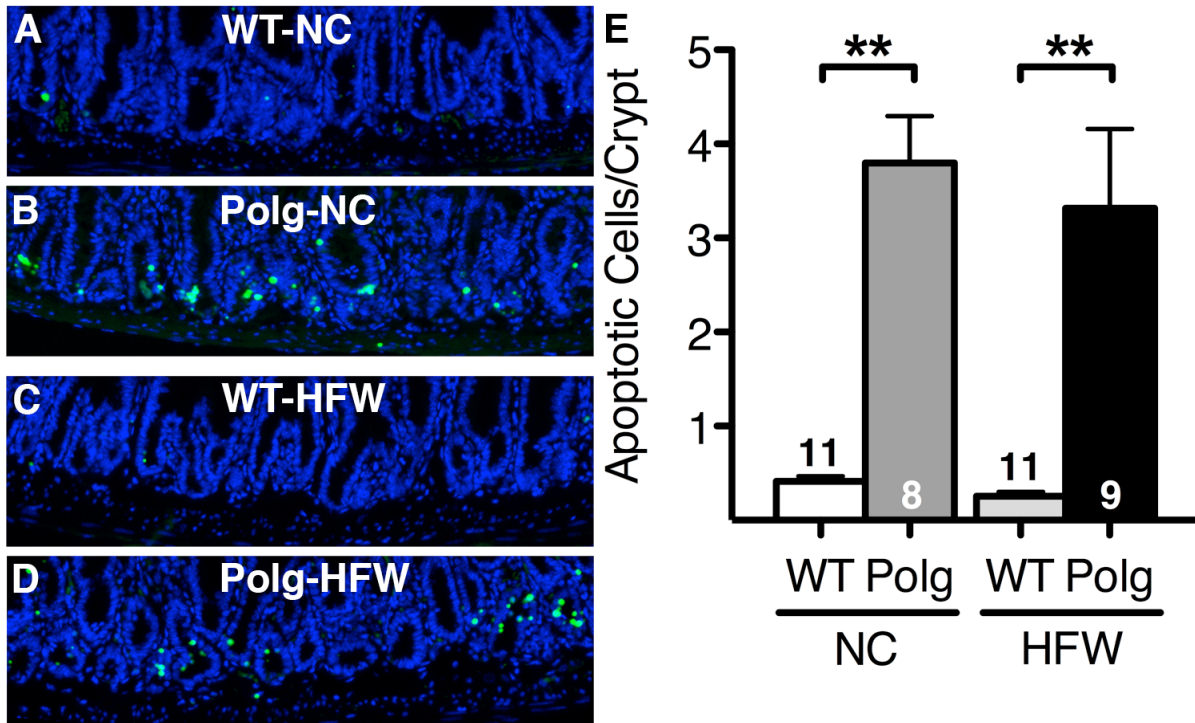 A
WT-NC
B
Polg-NC
C
WT-HFW
D
Polg-HFW
E
Apoptotic Cells/Crypt
5
4
3
2
1
** **
11 8 11 9
WT Polg WT Polg
NC HFW